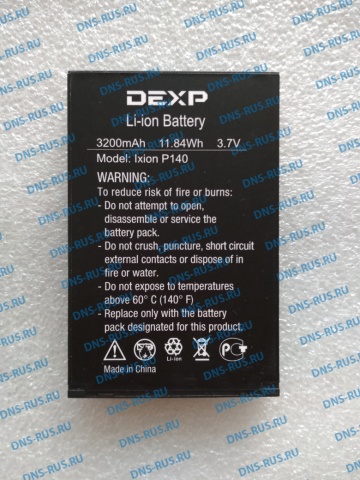 DEXP
Li-ion Battery
3200mAh 11.84Wh 3.7V
Model: Ixion P140
WARNING:
To reduce risk of fire or burns:
- Do not attempt to open,
disassemble or service the
battery pack.
- Do not crush, puncture, short circuit
external contacts or dispose of in
fire or water.
- Do not expose to temperatures
above 60° C (140° F)
- Replace only with the battery
pack designated for this product.
Li-ion
Made in China
DNS-RUS.RU